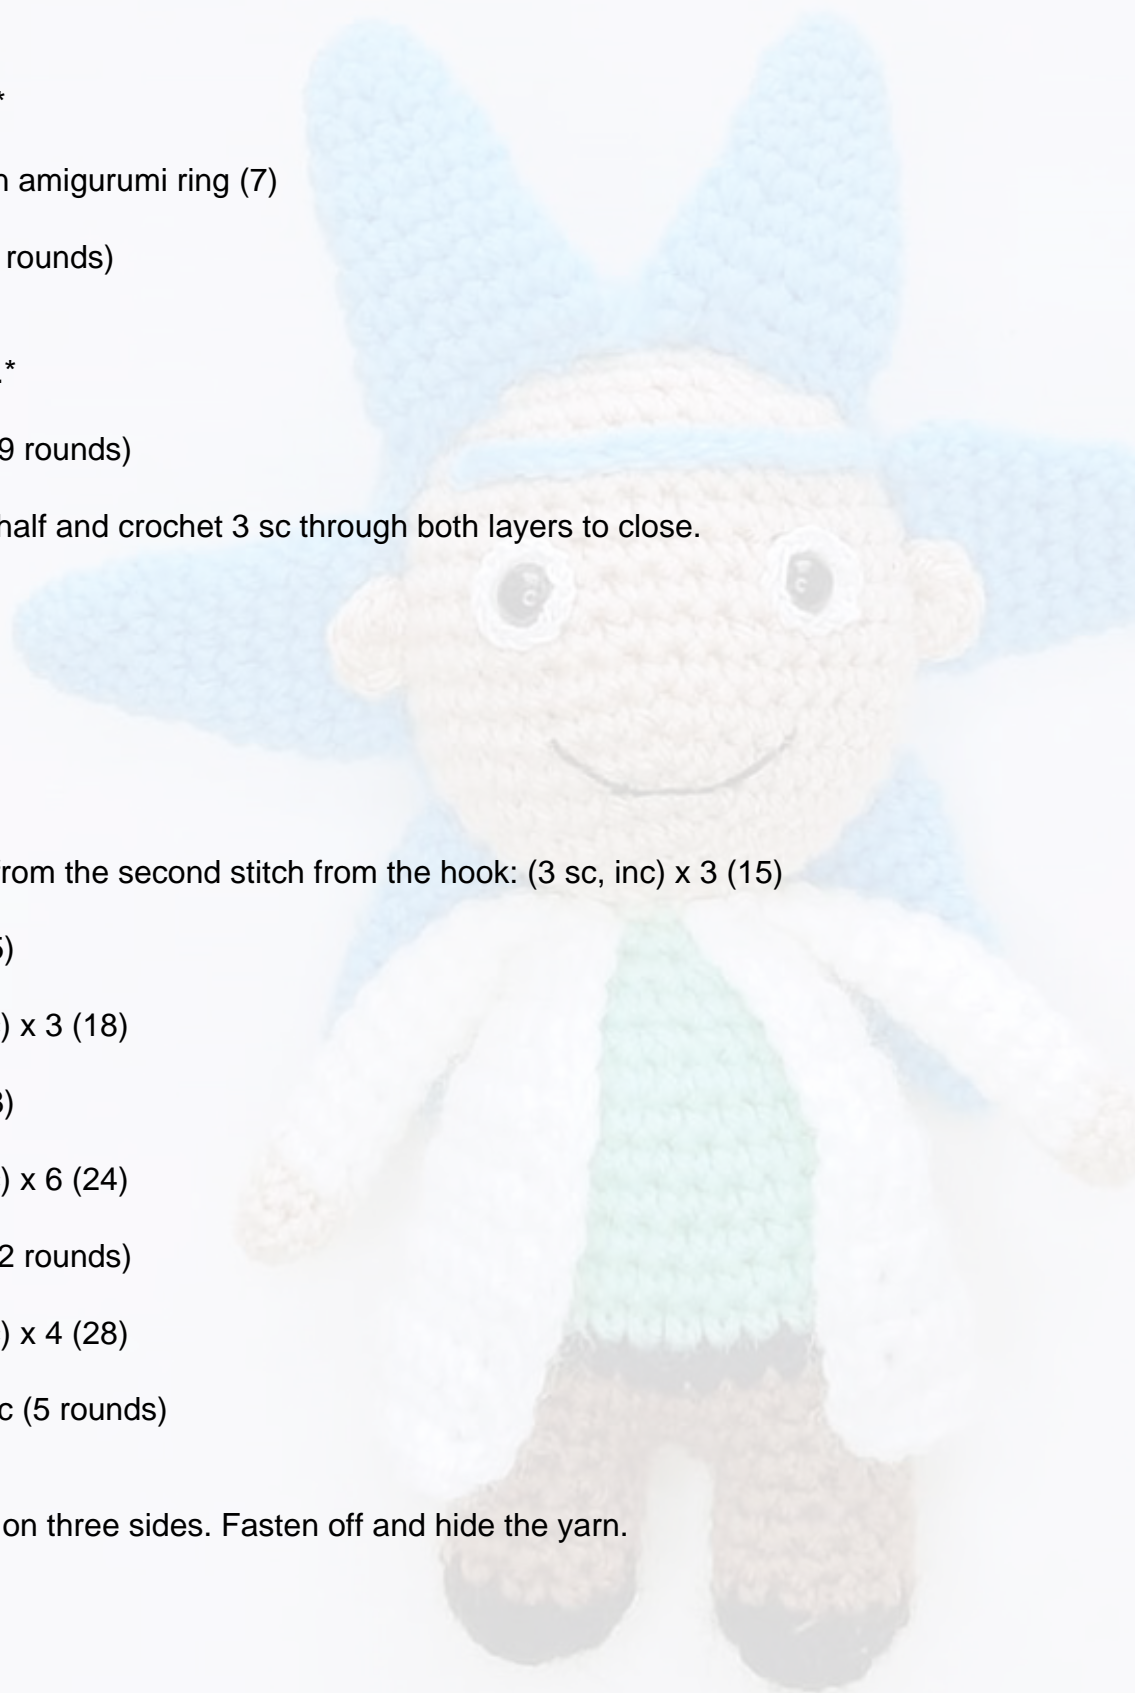 *
n amigurumi ring (7)
rounds)
.*
9 rounds)
half and crochet 3 sc through both layers to close.
from the second stitch from the hook: (3 sc, inc) x 3 (15)
5)
) x 3 (18)
8)
) x 6 (24)
2 rounds)
) x 4 (28)
c (5 rounds)
on three sides. Fasten off and hide the yarn.